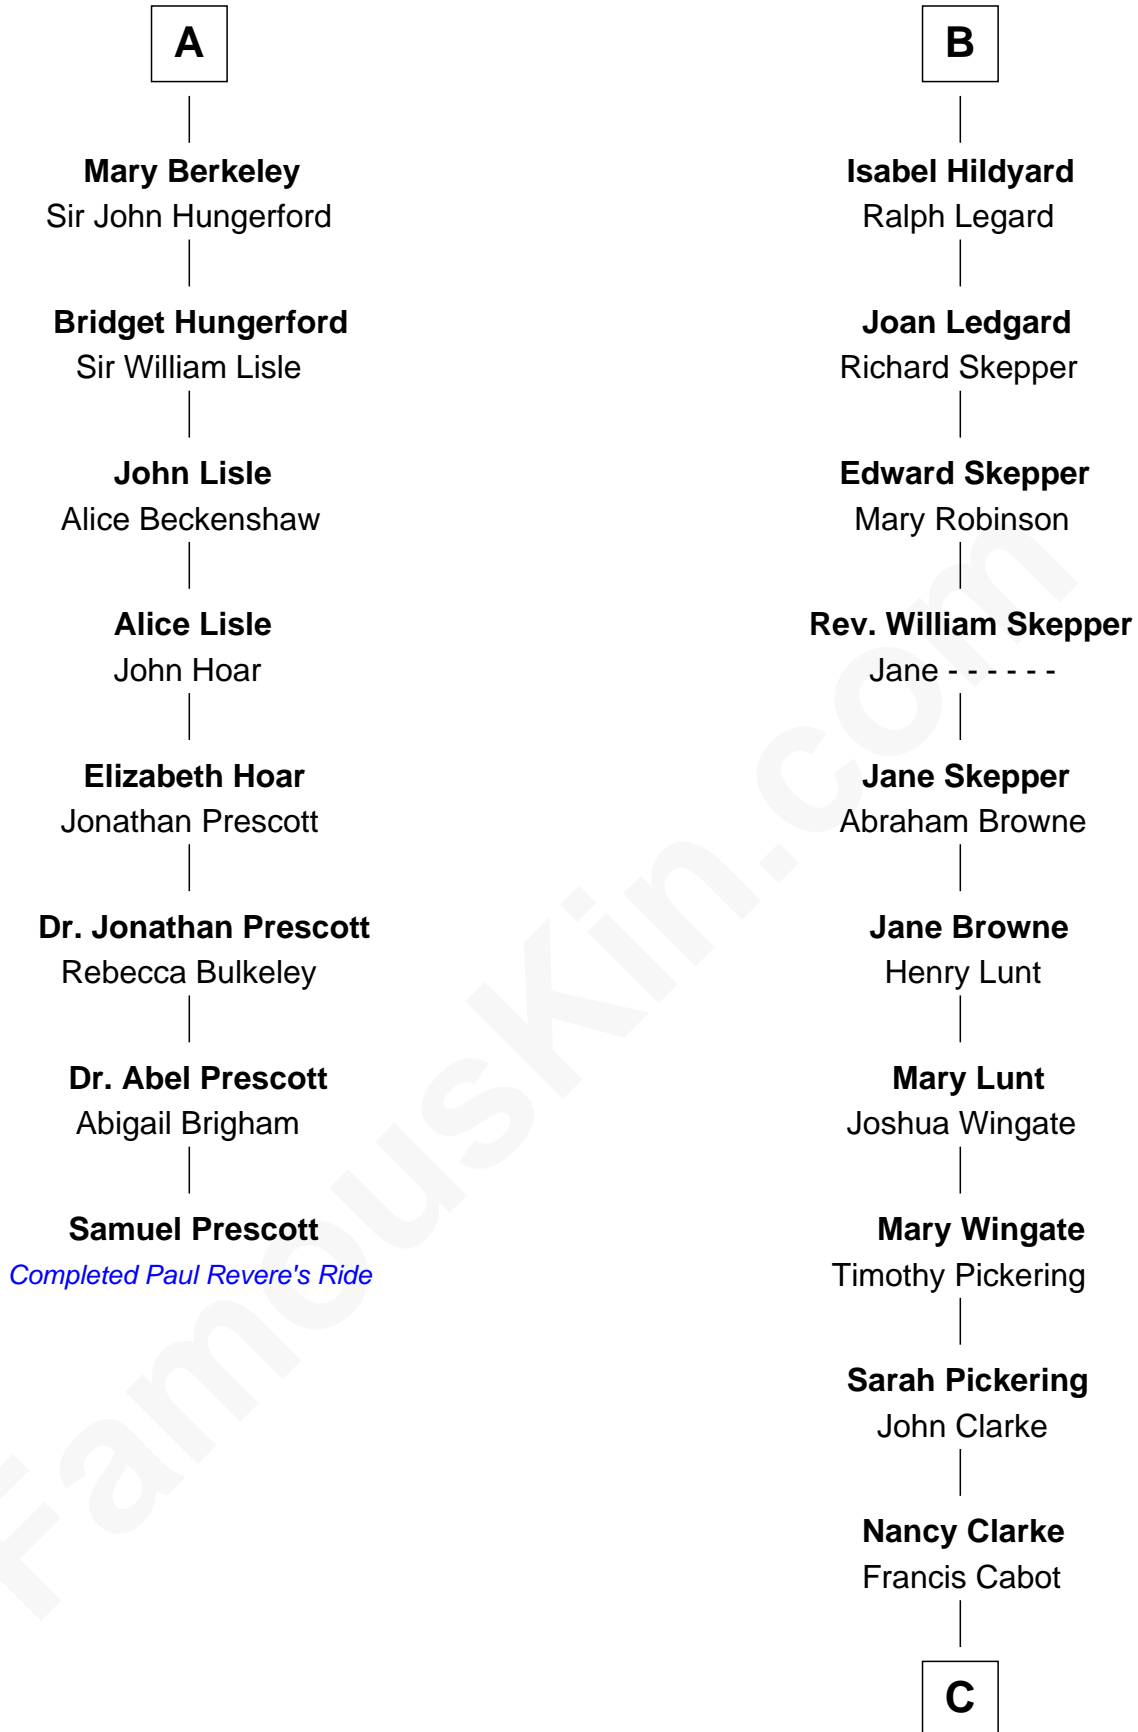 A
Mary Berkeley
Sir John Hungerford
Bridget Hungerford
Sir William Lisle
John Lisle
Alice Beckenshaw
Alice Lisle
John Hoar
Elizabeth Hoar
Jonathan Prescott
Dr. Jonathan Prescott
Rebecca Bulkeley
Dr. Abel Prescott
Abigail Brigham
Samuel Prescott
Completed Paul Revere's Ride
B
Isabel Hildyard
Ralph Legard
Joan Ledgard
Richard Skepper
Edward Skepper
Mary Robinson
Rev. William Skepper
Jane - - - - - -
Jane Skepper
Abraham Browne
Jane Browne
Henry Lunt
Mary Lunt
Joshua Wingate
Mary Wingate
Timothy Pickering
Sarah Pickering
John Clarke
Nancy Clarke
Francis Cabot
C
FamousKin.com